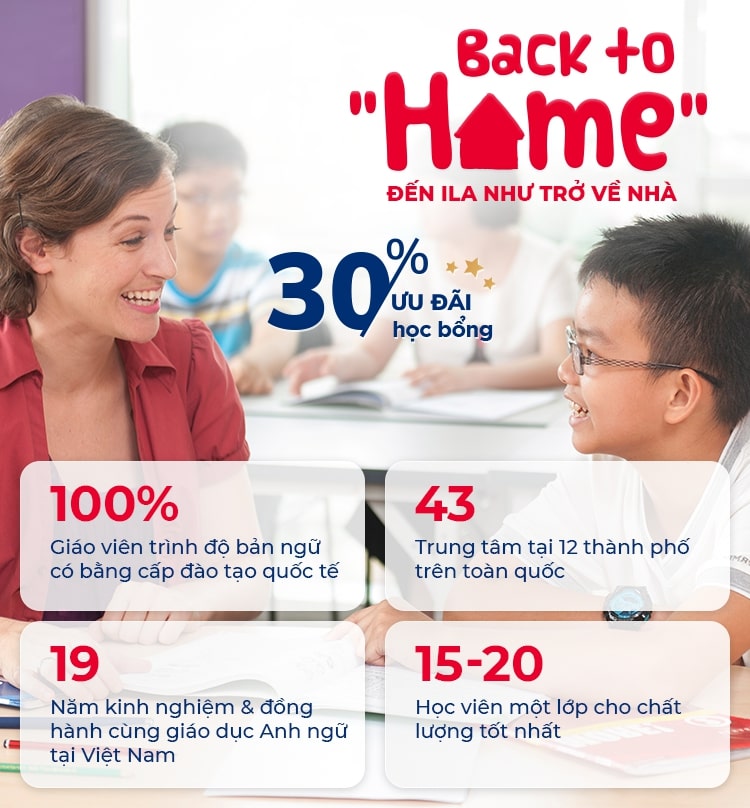 Back to
"Home"
ĐẾN ILA NHƯ TRỞ VỀ NHÀ
30%
ƯU ĐÃI
học bổng
100%
Giáo viên trình độ bản ngữ
có bằng cấp đào tạo quốc tế
43
Trung tâm tại 12 thành phố
trên toàn quốc
19
Năm kinh nghiệm & đồng
hành cùng giáo dục Anh ngữ
tại Việt Nam
15-20
Học viên một lớp cho chất
lượng tốt nhất